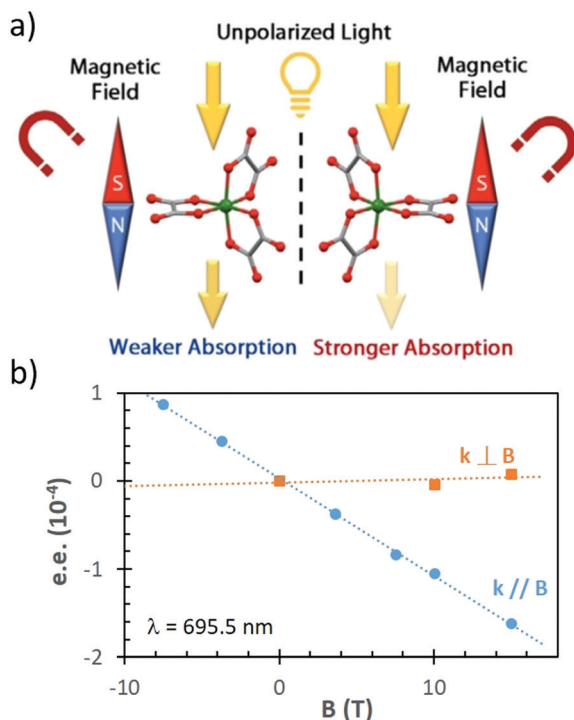 a)
Unpolarized Light
Magnetic
Field
Magnetic
Field
S
N
S
N
Weaker Absorption
Stronger Absorption
b)
1
0
-1
-2
e.e. (10⁻⁴)
k ⊥ B
k // B
λ = 695.5 nm
-10
0
10
B (T)